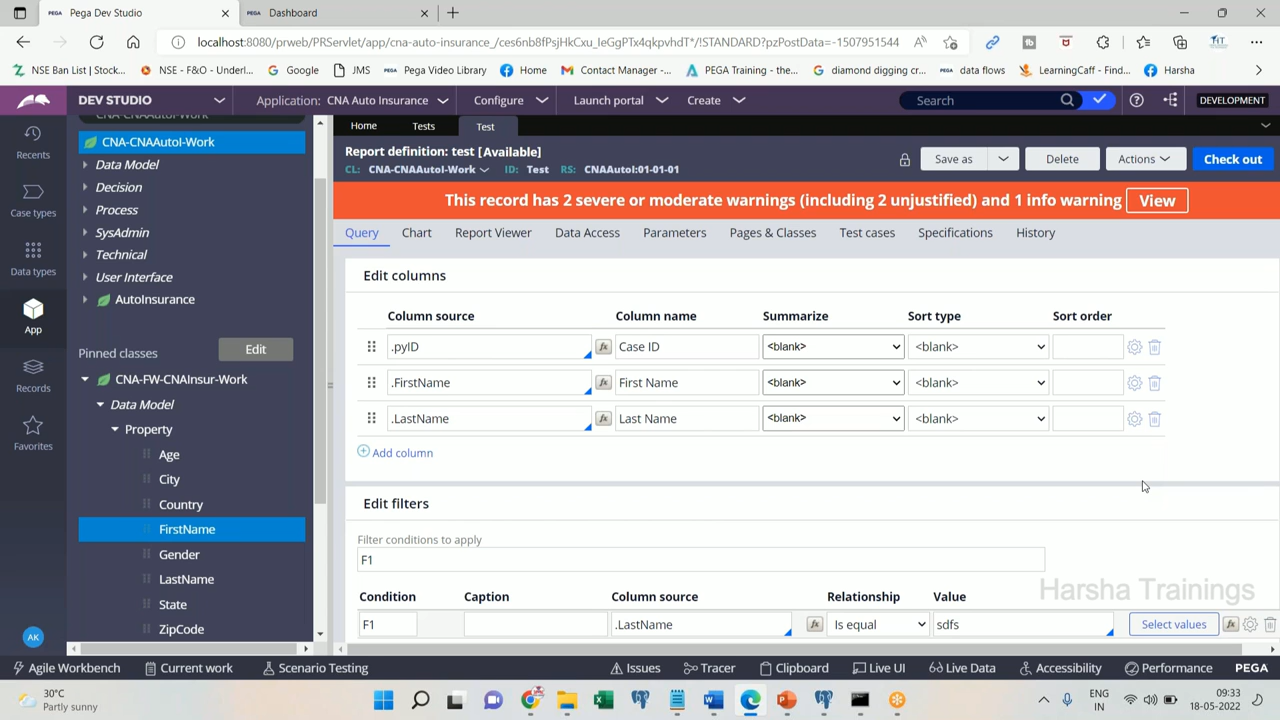 Pega Dev Studio
Dashboard
localhost:8080/prweb/PRServlet/app/cna-auto-insurance_/ces6nb8fPsjHkCxu_leGgPTx4qkpvhdT*/!STANDARD?pzPostData=-1507951544
NSE Ban List | Stock...
NSE - F&O - Underl...
Google
JMS
Pega Video Library
Home
Contact Manager -...
PEGA Training - the...
diamond digging cr...
data flows
LearningCaff - Find...
Harsha
DEV STUDIO
Application: CNA Auto Insurance
Configure
Launch portal
Create
Search
DEVELOPMENT
Recents
Case types
Data types
App
Records
Favorites
AK
CNA-CNAAutoI-Work
Data Model
Decision
Process
SysAdmin
Technical
User Interface
AutoInsurance
Pinned classes
Edit
CNA-FW-CNAInsur-Work
Data Model
Property
Age
City
Country
FirstName
Gender
LastName
State
ZipCode
Home
Tests
Test
Report definition: test [Available]
CL: CNA-CNAAutoI-Work ID: Test RS: CNAAutoI:01-01-01
Save as
Delete
Actions
Check out
This record has 2 severe or moderate warnings (including 2 unjustified) and 1 info warning
View
Query
Chart
Report Viewer
Data Access
Parameters
Pages & Classes
Test cases
Specifications
History
Edit columns
Column source
Column name
Summarize
Sort type
Sort order
.pyID
fx
Case ID
<blank>
<blank>
.FirstName
fx
First Name
<blank>
<blank>
.LastName
fx
Last Name
<blank>
<blank>
Add column
Edit filters
Filter conditions to apply
F1
Harsha Trainings
Condition
Caption
Column source
Relationship
Value
F1
.LastName
fx
Is equal
sdfs
Select values
fx
Agile Workbench
Current work
Scenario Testing
Issues
Tracer
Clipboard
Live UI
Live Data
Accessibility
Performance
PEGA
30°C
Partly sunny
ENG
IN
09:33
18-05-2022